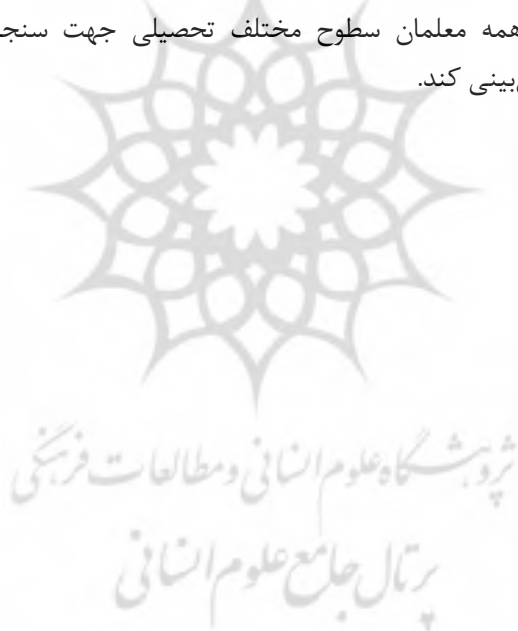 همه معلمان سطوح مختلف تحصیلی جهت سنج
بینی کند.
پژوهشگاه علوم انسانی و مطالعات فرهنگی
پرتال جامع علوم انسانی